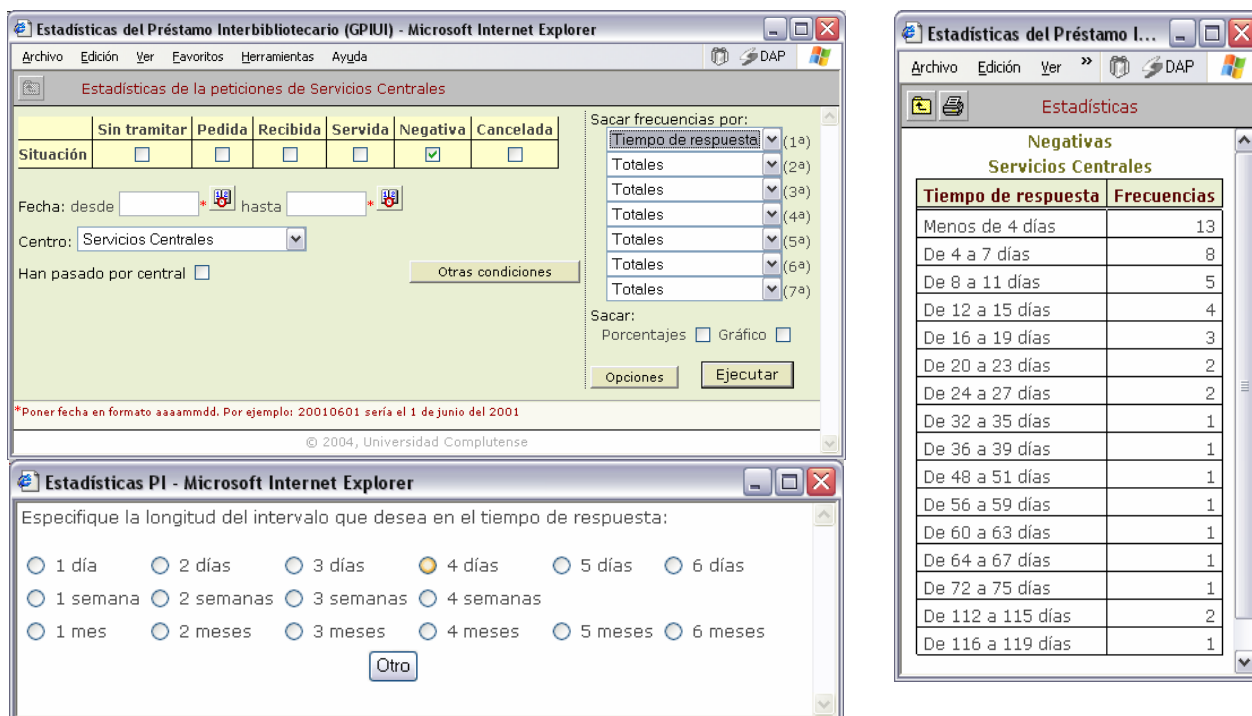 Estadísticas del Préstamo Interbibliotecario (GPIUI) - Microsoft Internet Explorer
Archivo Edición Ver Favoritos Herramientas Ayuda DAP
Estadísticas de la peticiones de Servicios Centrales
Sin tramitar Pedida Recibida Servida Negativa Cancelada
Situación
Fecha: desde * hasta *
Centro: Servicios Centrales
Han pasado por central
Otras condiciones
Sacar frecuencias por:
Tiempo de respuesta (1ª)
Totales (2ª)
Totales (3ª)
Totales (4ª)
Totales (5ª)
Totales (6ª)
Totales (7ª)
Sacar:
Porcentajes Gráfico
Opciones Ejecutar
*Poner fecha en formato aaaammdd. Por ejemplo: 20010601 sería el 1 de junio del 2001
© 2004, Universidad Complutense
Estadísticas PI - Microsoft Internet Explorer
Especifique la longitud del intervalo que desea en el tiempo de respuesta:
1 día 2 días 3 días 4 días 5 días 6 días
1 semana 2 semanas 3 semanas 4 semanas
1 mes 2 meses 3 meses 4 meses 5 meses 6 meses
Otro
Estadísticas del Préstamo I...
Archivo Edición Ver » DAP
Estadísticas
Negativas
Servicios Centrales
Tiempo de respuesta Frecuencias
Menos de 4 días 13
De 4 a 7 días 8
De 8 a 11 días 5
De 12 a 15 días 4
De 16 a 19 días 3
De 20 a 23 días 2
De 24 a 27 días 2
De 32 a 35 días 1
De 36 a 39 días 1
De 48 a 51 días 1
De 56 a 59 días 1
De 60 a 63 días 1
De 64 a 67 días 1
De 72 a 75 días 1
De 112 a 115 días 2
De 116 a 119 días 1